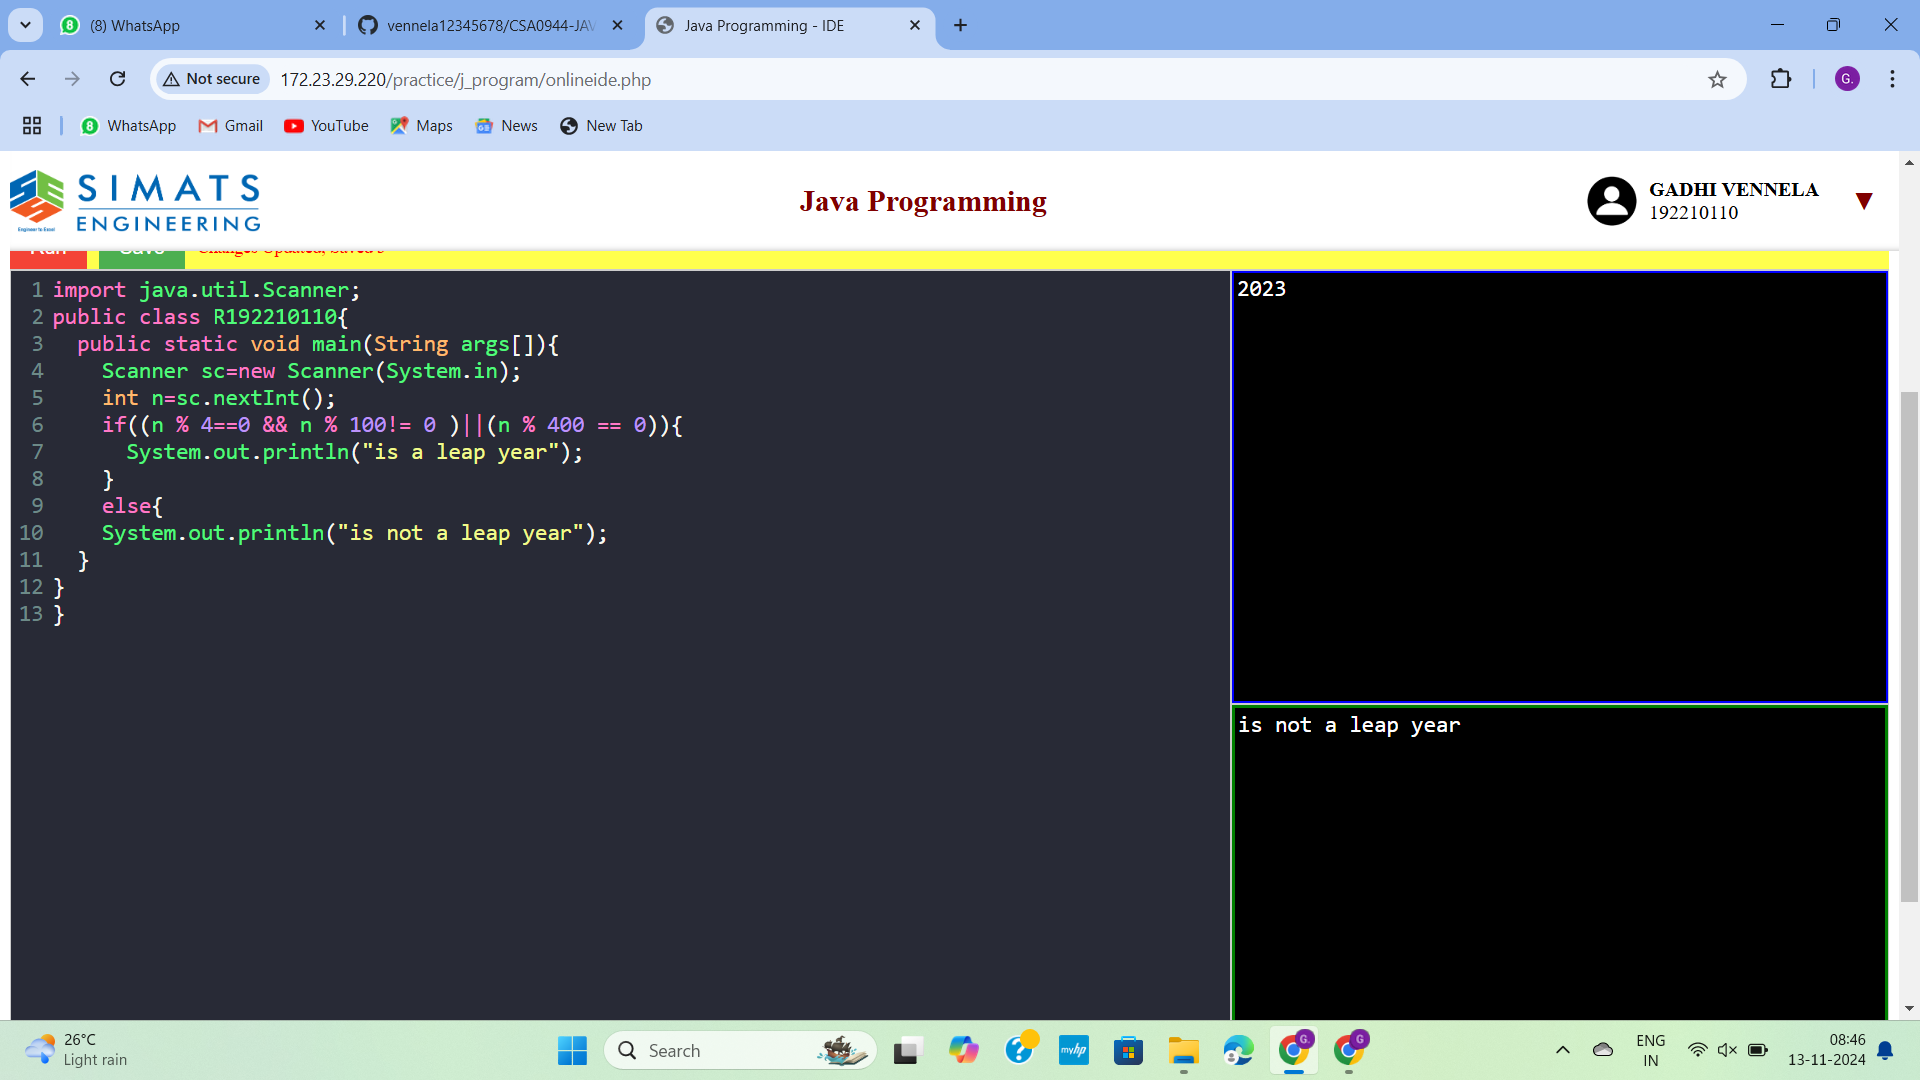 (8) WhatsApp
vennela12345678/CSA0944-JAV
Java Programming - IDE
Not secure
172.23.29.220/practice/j_program/onlineide.php
G.
8 WhatsApp
Gmail
YouTube
Maps
News
New Tab
SIMATS
ENGINEERING
Engineer to Excel
Java Programming
GADHI VENNELA
192210110
1 import java.util.Scanner;
2 public class R192210110{
3 public static void main(String args[]){
4 Scanner sc=new Scanner(System.in);
5 int n=sc.nextInt();
6 if((n % 4==0 && n % 100!= 0 )||(n % 400 == 0)){
7 System.out.println("is a leap year");
8 }
9 else{
10 System.out.println("is not a leap year");
11 }
12 }
13 }
2023
is not a leap year
26°C
Light rain
Search
myhp
G.
G
ENG
IN
08:46
13-11-2024